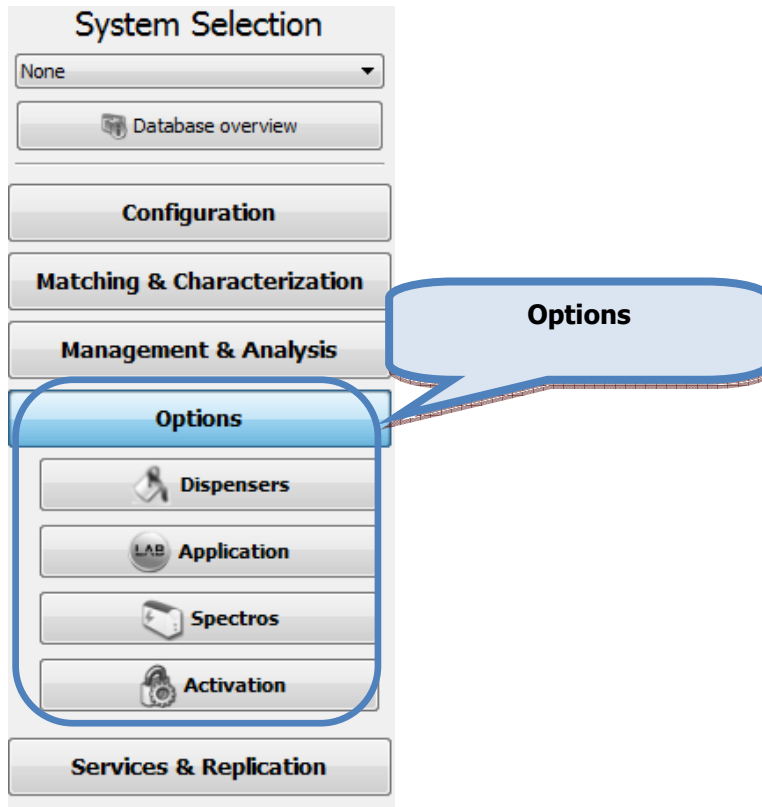 System Selection
None
Database overview
Configuration
Matching & Characterization
Management & Analysis
Options
Options
Dispensers
LAB Application
Spectros
Activation
Services & Replication